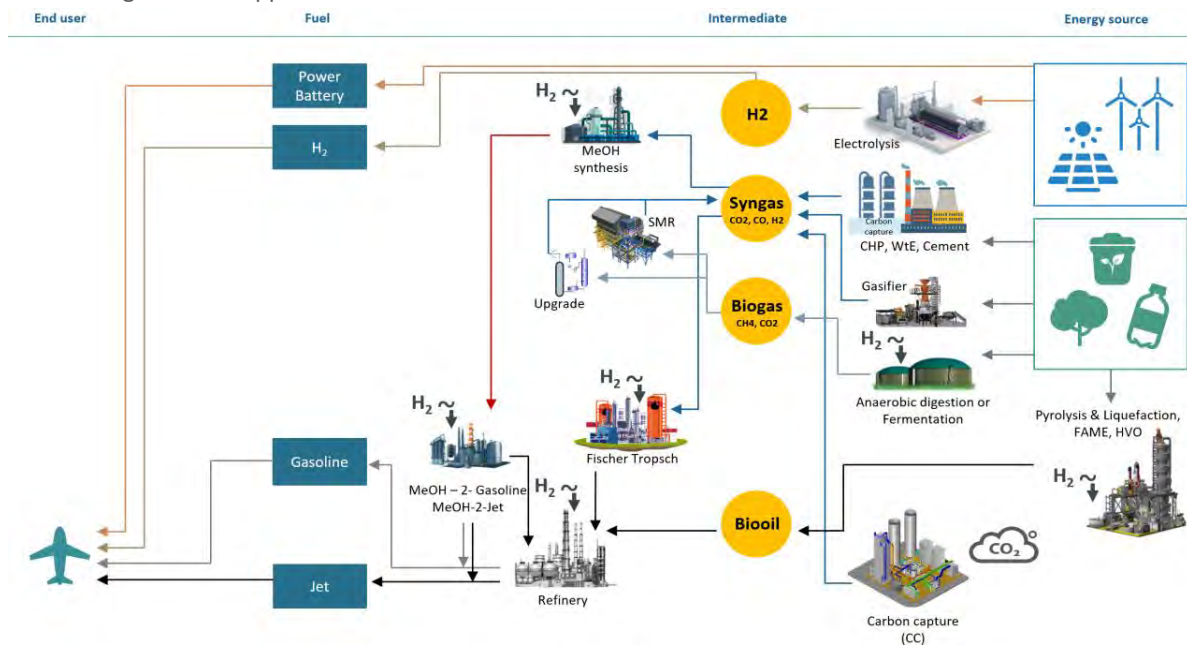 End user
Fuel
Intermediate
Energy source
Power
Battery
H₂
H₂ ~
MeOH
synthesis
H2
Electrolysis
Syngas
CO2, CO, H2
SMR
Upgrade
Carbon
capture
CHP, WtE, Cement
Gasifier
Biogas
CH4, CO2
H₂ ~
Anaerobic digestion or
Fermentation
Pyrolysis & Liquefaction,
FAME, HVO
H₂ ~
H₂ ~
Fischer Tropsch
H₂ ~
Gasoline
MeOH – 2- Gasoline
MeOH-2-Jet
H₂ ~
Biooil
CO₂
Jet
Refinery
Carbon capture
(CC)